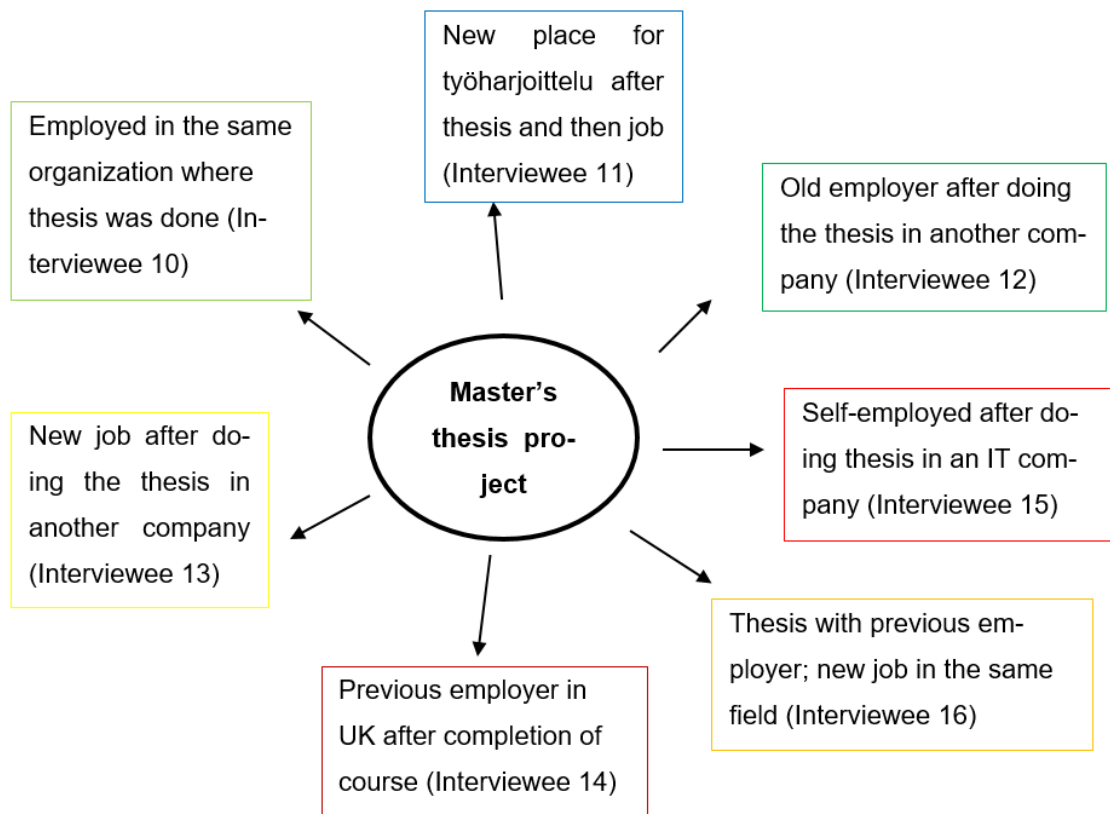 New place for
työharjoittelu after
thesis and then job
(Interviewee 11)
Employed in the same
organization where
thesis was done (In-
terviewee 10)
Old employer after doing
the thesis in another com-
pany (Interviewee 12)
Master’s
thesis pro-
ject
Self-employed after do-
ing thesis in an IT com-
pany (Interviewee 15)
New job after do-
ing the thesis in
another company
(Interviewee 13)
Thesis with previous em-
ployer; new job in the same
field (Interviewee 16)
Previous employer in
UK after completion of
course (Interviewee 14)